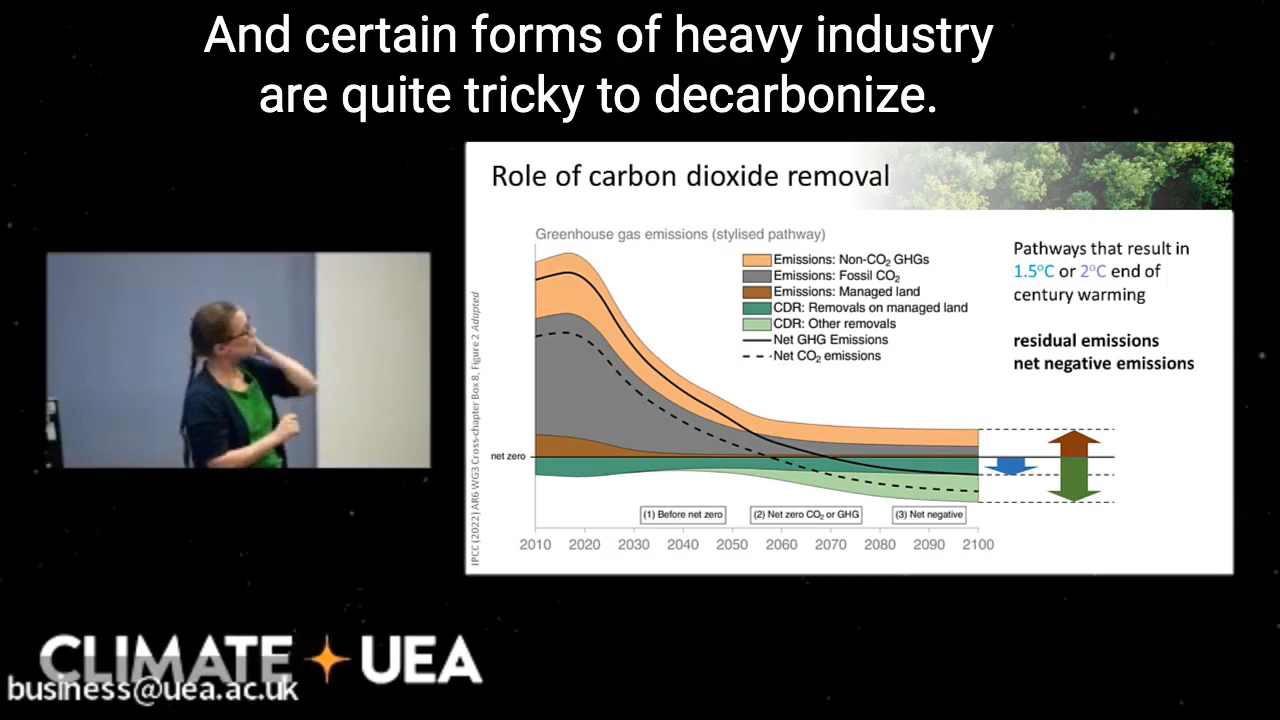 And certain forms of heavy industry
are quite tricky to decarbonize.
Role of carbon dioxide removal
Greenhouse gas emissions (stylised pathway)
Emissions: Non-CO₂ GHGs
Emissions: Fossil CO₂
Emissions: Managed land
CDR: Removals on managed land
CDR: Other removals
Net GHG Emissions
Net CO₂ emissions
Pathways that result in
1.5°C or 2°C end of
century warming
residual emissions
net negative emissions
IPCC (2022) AR6 WG3 Cross-chapter Box 8, Figure 2 Adapted
net zero
(1) Before net zero
(2) Net zero CO₂ or GHG
(3) Net negative
2010 2020 2030 2040 2050 2060 2070 2080 2090 2100
CLIMATE UEA
business@uea.ac.uk